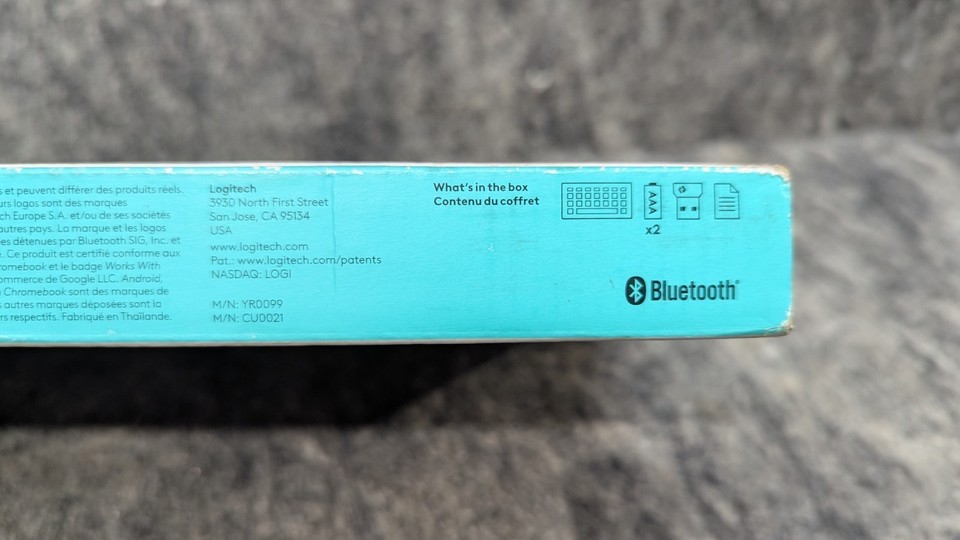 s et peuvent différer des produits réels.
urs logos sont des marques
ch Europe S.A. et/ou de ses sociétés
autres pays. La marque et les logos
es détenues par Bluetooth SIG, Inc. et
. Ce produit est certifié conforme aux
romebook et le badge Works With
ommerce de Google LLC. Android,
Chromebook sont des marques de
s autres marques déposées sont la
rs respectifs. Fabriqué en Thaïlande.
Logitech
3930 North First Street
San Jose, CA 95134
USA
www.logitech.com
Pat.: www.logitech.com/patents
NASDAQ: LOGI
M/N: YR0099
M/N: CU0021
What's in the box
Contenu du coffret
AAA
x2
Bluetooth®